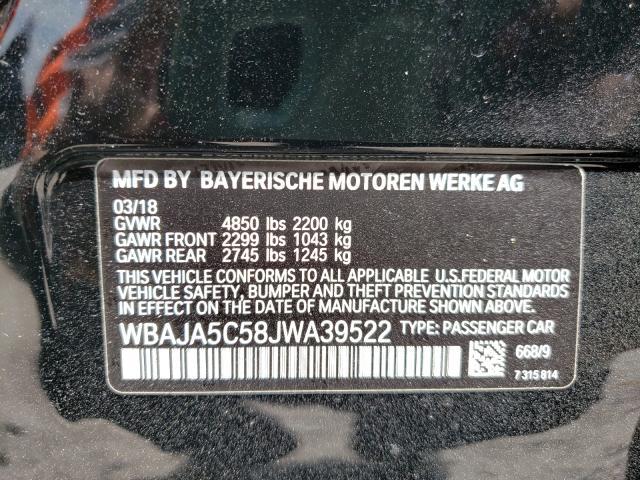 MFD BY BAYERISCHE MOTOREN WERKE AG
03/18
GVWR 4850 lbs 2200 kg
GAWR FRONT 2299 lbs 1043 kg
GAWR REAR 2745 lbs 1245 kg
THIS VEHICLE CONFORMS TO ALL APPLICABLE U.S.FEDERAL MOTOR
VEHICLE SAFETY, BUMPER AND THEFT PREVENTION STANDARDS
IN EFFECT ON THE DATE OF MANUFACTURE SHOWN ABOVE.
WBAJA5C58JWA39522 TYPE: PASSENGER CAR
668/9
7 315 814